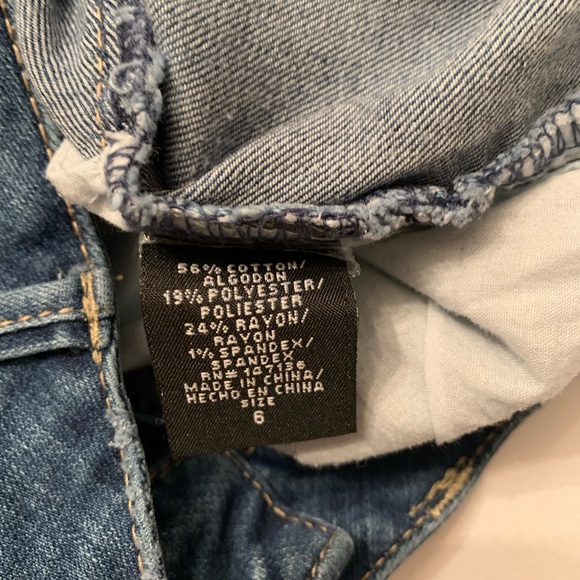 56% COTTON/
ALGODON
19% POLYESTER/
POLIESTER
24% RAYON/
RAYON
1% SPANDEX/
SPANDEX
RN# 147136
MADE IN CHINA/
HECHO EN CHINA
SIZE
6